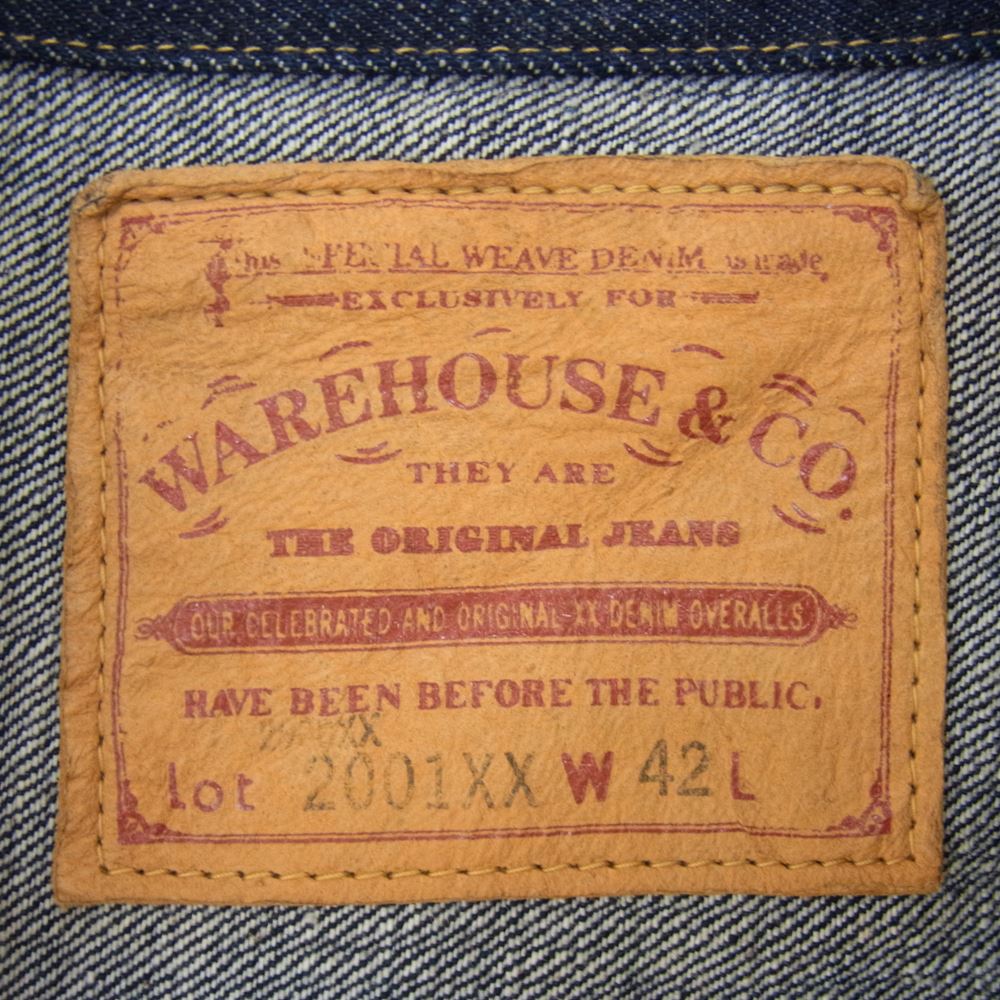 This SPECIAL WEAVE DENIM is made
EXCLUSIVELY FOR
WAREHOUSE & CO.
THEY ARE
THE ORIGINAL JEANS
OUR CELEBRATED AND ORIGINAL XX DENIM OVERALLS
HAVE BEEN BEFORE THE PUBLIC.
XX
lot 2001XX W 42 L